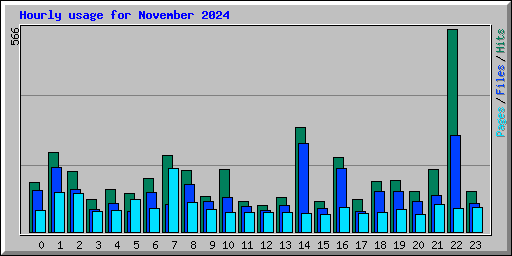 Hourly usage for November 2024
566
Pages / Files / Hits
0 1 2 3 4 5 6 7 8 9 10 11 12 13 14 15 16 17 18 19 20 21 22 23